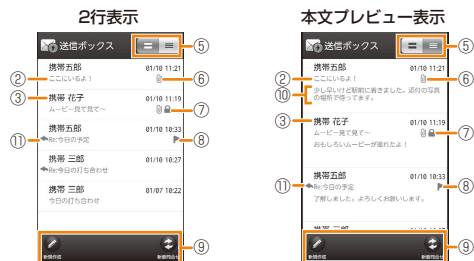 2行表示
送信ボックス
⑤
携帯五郎 01/10 11:21
② ここにいるよ！ ⑥
③ 携帯 花子 01/10 11:19
ムービー見て見て～ ⑦
携帯五郎 01/10 10:33
⑪ Re:今日の予定 ⑧
携帯 三郎 01/10 10:27
Re:今日の打ち合わせ
携帯 三郎 01/07 10:22
今日の打ち合わせ
新規作成 新着問合せ ⑨
本文プレビュー表示
送信ボックス
⑤
携帯五郎 01/10 11:21
② ここにいるよ！ ⑥
⑩ 少し早いけど駅前に着きました。添付の写真
の場所で待ってます。
③ 携帯 花子 01/10 11:19
ムービー見て見て～ ⑦
おもしろいムービーが撮れたよ！
携帯五郎 01/10 10:33
⑪ Re:今日の予定 ⑧
了解しました。よろしくお願いします。
新規作成 新着問合せ ⑨